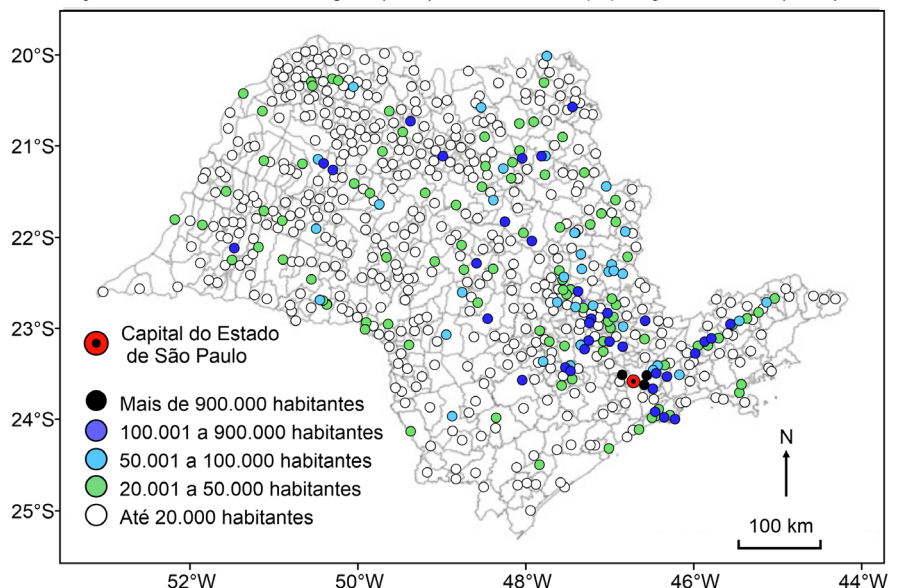 20°S
21°S
22°S
23°S
24°S
25°S
Capital do Estado
de São Paulo
Mais de 900.000 habitantes
100.001 a 900.000 habitantes
50.001 a 100.000 habitantes
20.001 a 50.000 habitantes
Até 20.000 habitantes
N
100 km
52°W
50°W
48°W
46°W
44°W